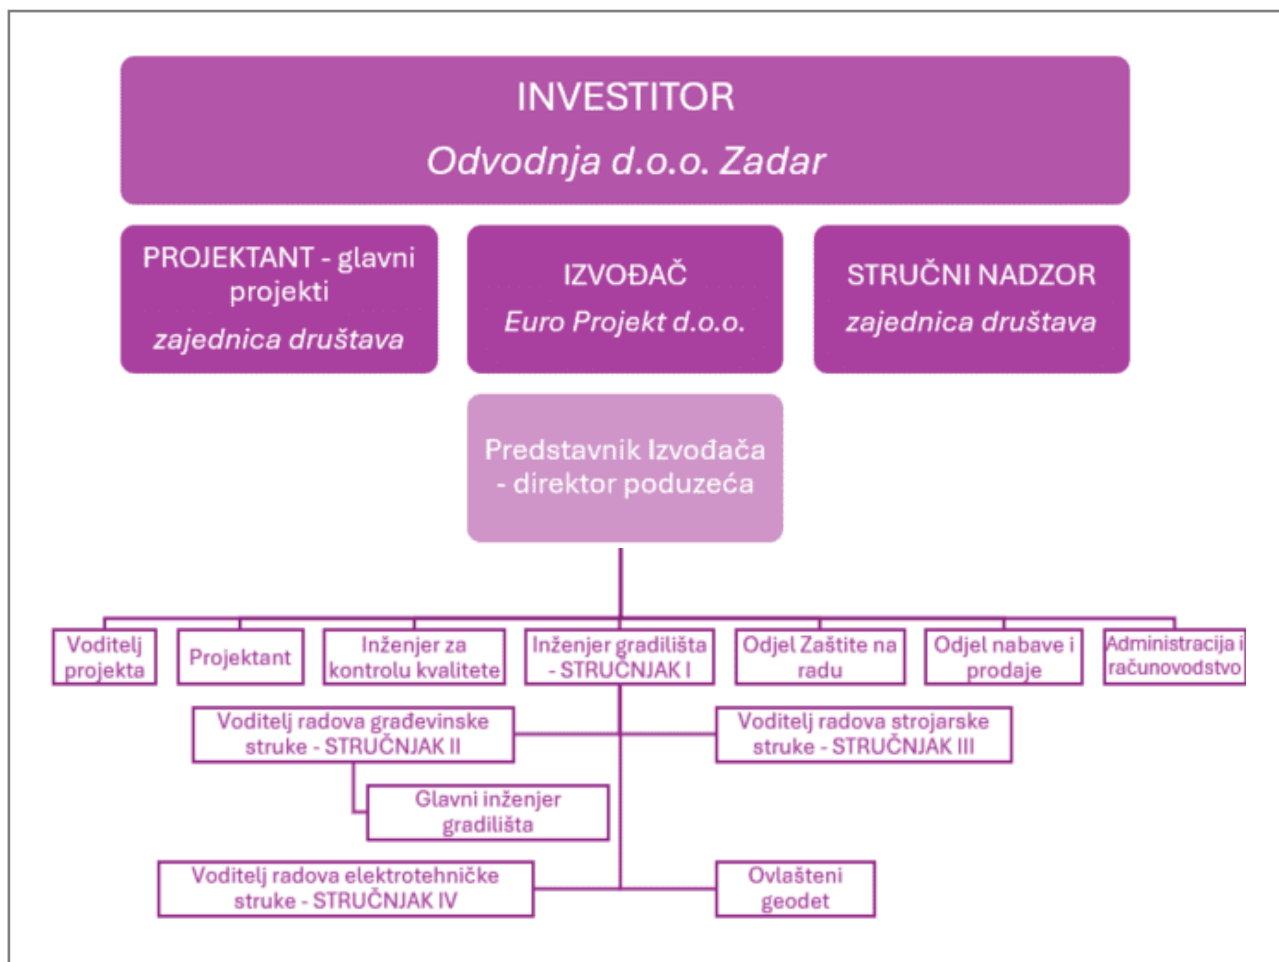 INVESTITOR
Odvodnja d.o.o. Zadar
PROJEKTANT - glavni
projekti
zajednica društava
IZVOĐAČ
Euro Projekt d.o.o.
STRUČNI NADZOR
zajednica društava
Predstavnik Izvođača
- direktor poduzeća
Voditelj
projekta
Projektant
Inženjer za
kontrolu kvalitete
Inženjer gradilišta
- STRUČNJAK I
Odjel Zaštite na
radu
Odjel nabave i
prodaje
Administracija i
računovodstvo
Voditelj radova građevinske
struke - STRUČNJAK II
Voditelj radova strojarske
struke - STRUČNJAK III
Glavni inženjer
gradilišta
Voditelj radova elektrotehničke
struke - STRUČNJAK IV
Ovlašteni
geodet